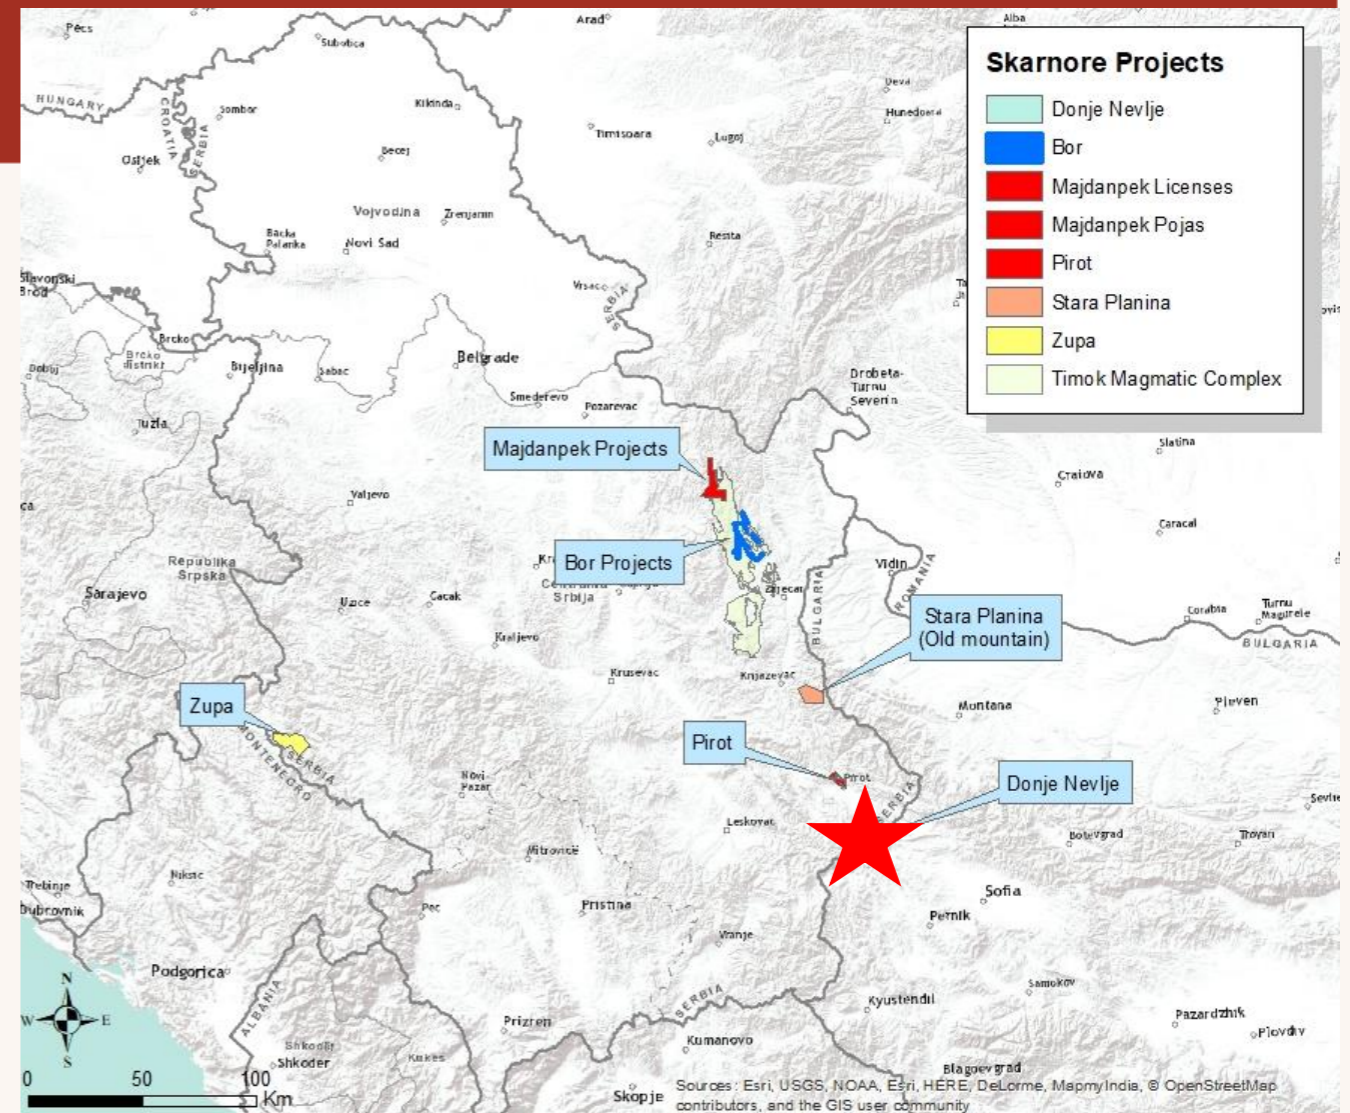 Pécs
Arad
Alba
Subotica
HUNGARY
CROATIA
SERBIA
Sombor
Kikinda
Deva
Hunedoara
Timisoara
Lugoj
Osijek
Becej
Vojvodina
Zrenjanin
Backa
Palanka
Novi Sad
Resita
Slavonski
Brod
Vrsac
SERBIA
Brcko
Brcko
distrikt
Doboj
Bijeljina
Sabac
Belgrade
Smederevo
Pozarevac
Drobeta-
Turnu
Severin
Tuzla
Slatina
Craiova
Caracal
Valjevo
Majdanpek Projects
Bor Projects
Republika
Srpska
Srbija
Sarajevo
Uzice
Cacak
Kraljevo
Krusevac
Zajecar
Knjazevac
BULGARIA
Vidin
ROMANIA
Stara Planina
(Old mountain)
Corabia
Turnu
Magurele
BULGARIA
Montana
Pleven
Zupa
MONTENEGRO
SERBIA
Novi
Pazar
Pirot
Pirot
SERBIA
Donje Nevlje
Leskovac
Botevgrad
Troyan
Mitrovicë
Niksic
Trebinje
Dubrovnik
Pec
Pristina
Vranje
Sofia
Pernik
Podgorica
ALBANIA
Prizren
SERBIA
Kyustendil
Samokov
Pazardzhik
Plovdiv
Shkodër
Shkoder
Kukes
Kumanovo
Skopje
Blagoevgrad
Skarnore Projects
Donje Nevlje
Bor
Majdanpek Licenses
Majdanpek Pojas
Pirot
Stara Planina
Zupa
Timok Magmatic Complex
N
W E
S
0 50 100
Km
Sources: Esri, USGS, NOAA, Esri, HERE, DeLorme, MapmyIndia, © OpenStreetMap
contributors, and the GIS user community